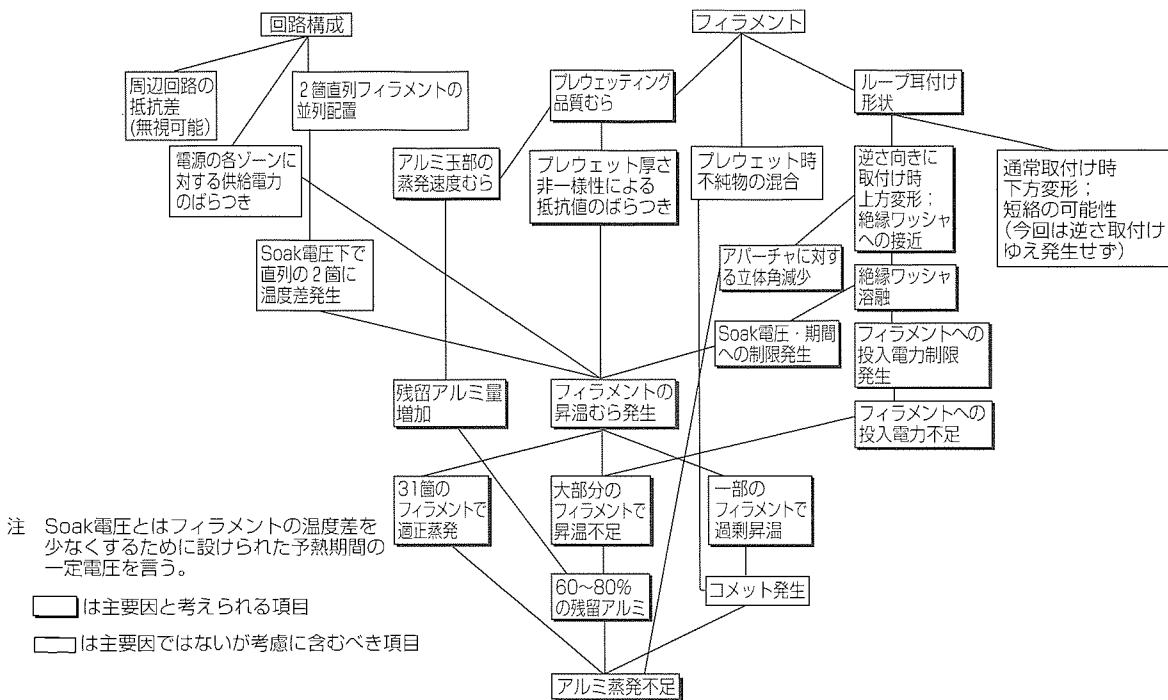 回路構成
フィラメント
周辺回路の
抵抗差
(無視可能)
2箇直列フィラメントの
並列配置
プレウェッティング
品質むら
ループ耳付け
形状
電源の各ゾーンに
対する供給電力
のばらつき
アルミ玉部の
蒸発速度むら
プレウェット厚さ
非一様性による
抵抗値のばらつき
プレウェット時
不純物の混合
逆さ向きに
取付け時
上方変形;
絶縁ワッシャ
への接近
通常取付け時
下方変形;
短絡の可能性
(今回は逆さ取付け
ゆえ発生せず)
Soak電圧下で
直列の2箇に
温度差発生
アパーチャに対す
る立体角減少
絶縁ワッシャ
溶融
Soak電圧・期間
への制限発生
フィラメントへの
投入電力制限
発生
残留アルミ量
増加
フィラメントの
昇温むら発生
フィラメントへの
投入電力不足
31箇の
フィラメントで
適正蒸発
大部分の
フィラメントで
昇温不足
一部の
フィラメントで
過剰昇温
60~80%
の残留アルミ
コメット発生
アルミ蒸発不足
注 Soak電圧とはフィラメントの温度差を
少なくするために設けられた予熱期間の
一定電圧を言う。
は主要因と考えられる項目
は主要因ではないが考慮に含むべき項目